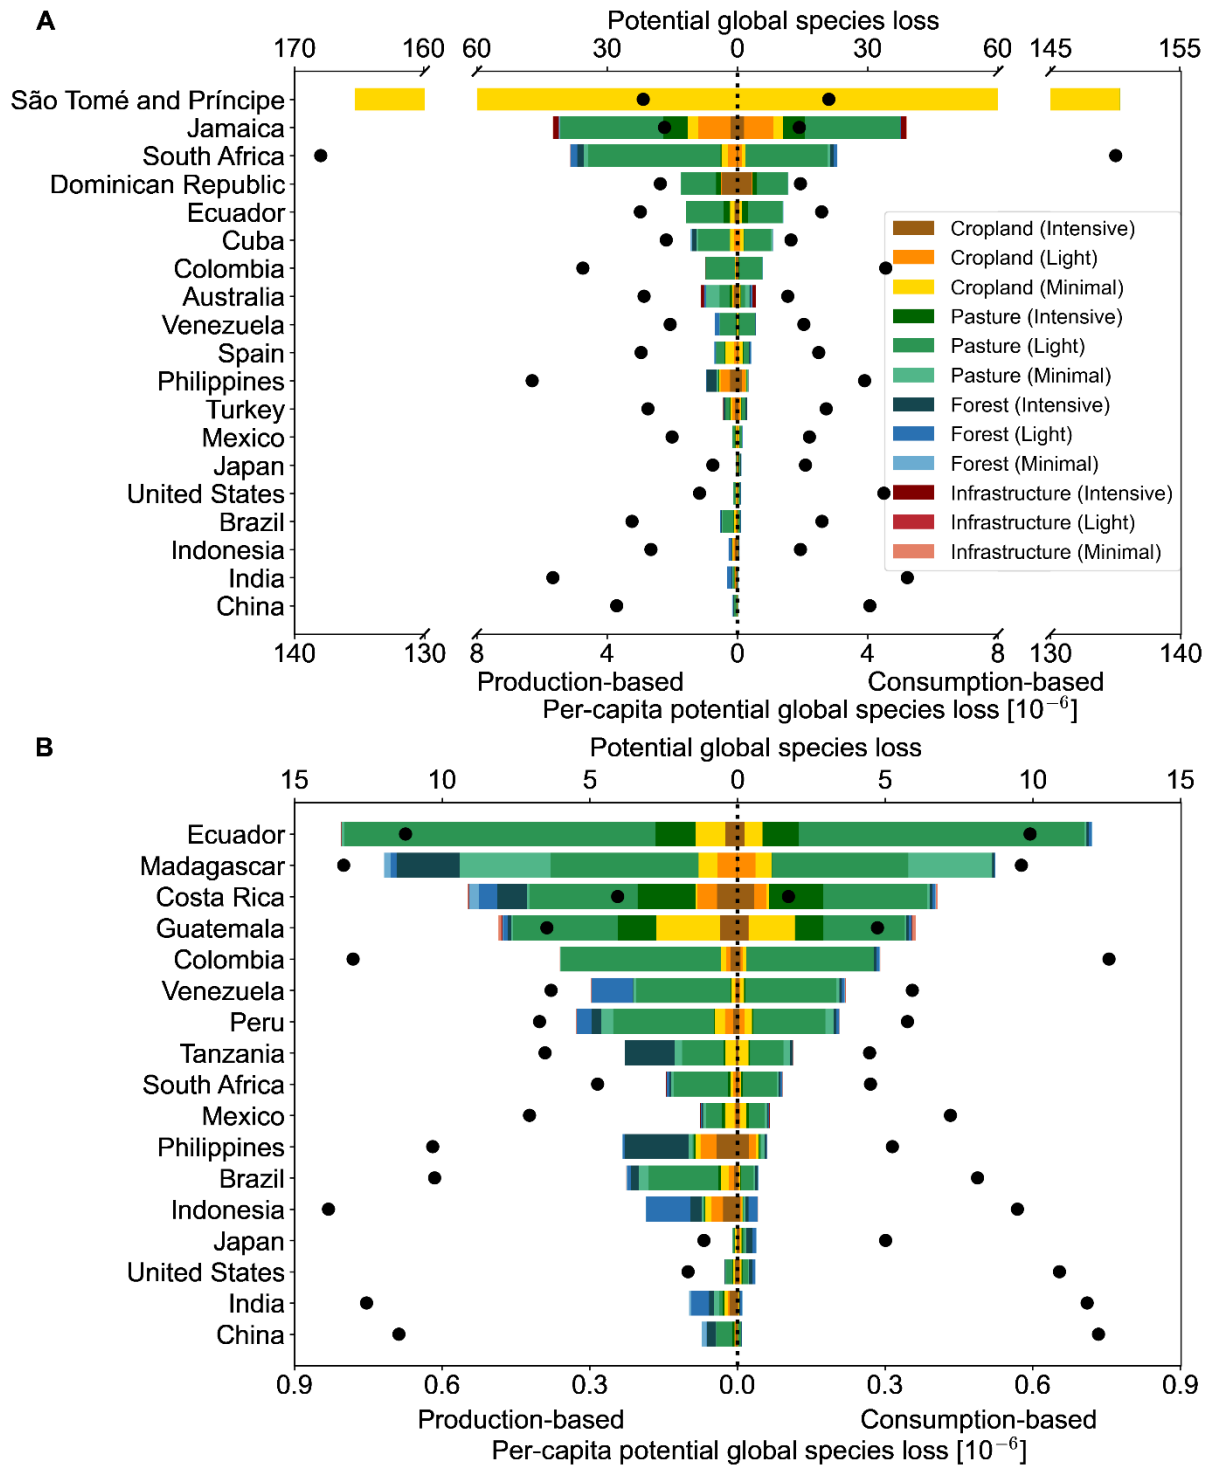 A
Potential global species loss
170 160 60 30 0 30 60 145 155
São Tomé and Príncipe
Jamaica
South Africa
Dominican Republic
Ecuador
Cuba
Colombia
Australia
Venezuela
Spain
Philippines
Turkey
Mexico
Japan
United States
Brazil
Indonesia
India
China
Cropland (Intensive)
Cropland (Light)
Cropland (Minimal)
Pasture (Intensive)
Pasture (Light)
Pasture (Minimal)
Forest (Intensive)
Forest (Light)
Forest (Minimal)
Infrastructure (Intensive)
Infrastructure (Light)
Infrastructure (Minimal)
140 130 8 4 0 4 8 130 140
Production-based Consumption-based
Per-capita potential global species loss [10⁻⁶]
B
Potential global species loss
15 10 5 0 5 10 15
Ecuador
Madagascar
Costa Rica
Guatemala
Colombia
Venezuela
Peru
Tanzania
South Africa
Mexico
Philippines
Brazil
Indonesia
Japan
United States
India
China
0.9 0.6 0.3 0.0 0.3 0.6 0.9
Production-based Consumption-based
Per-capita potential global species loss [10⁻⁶]